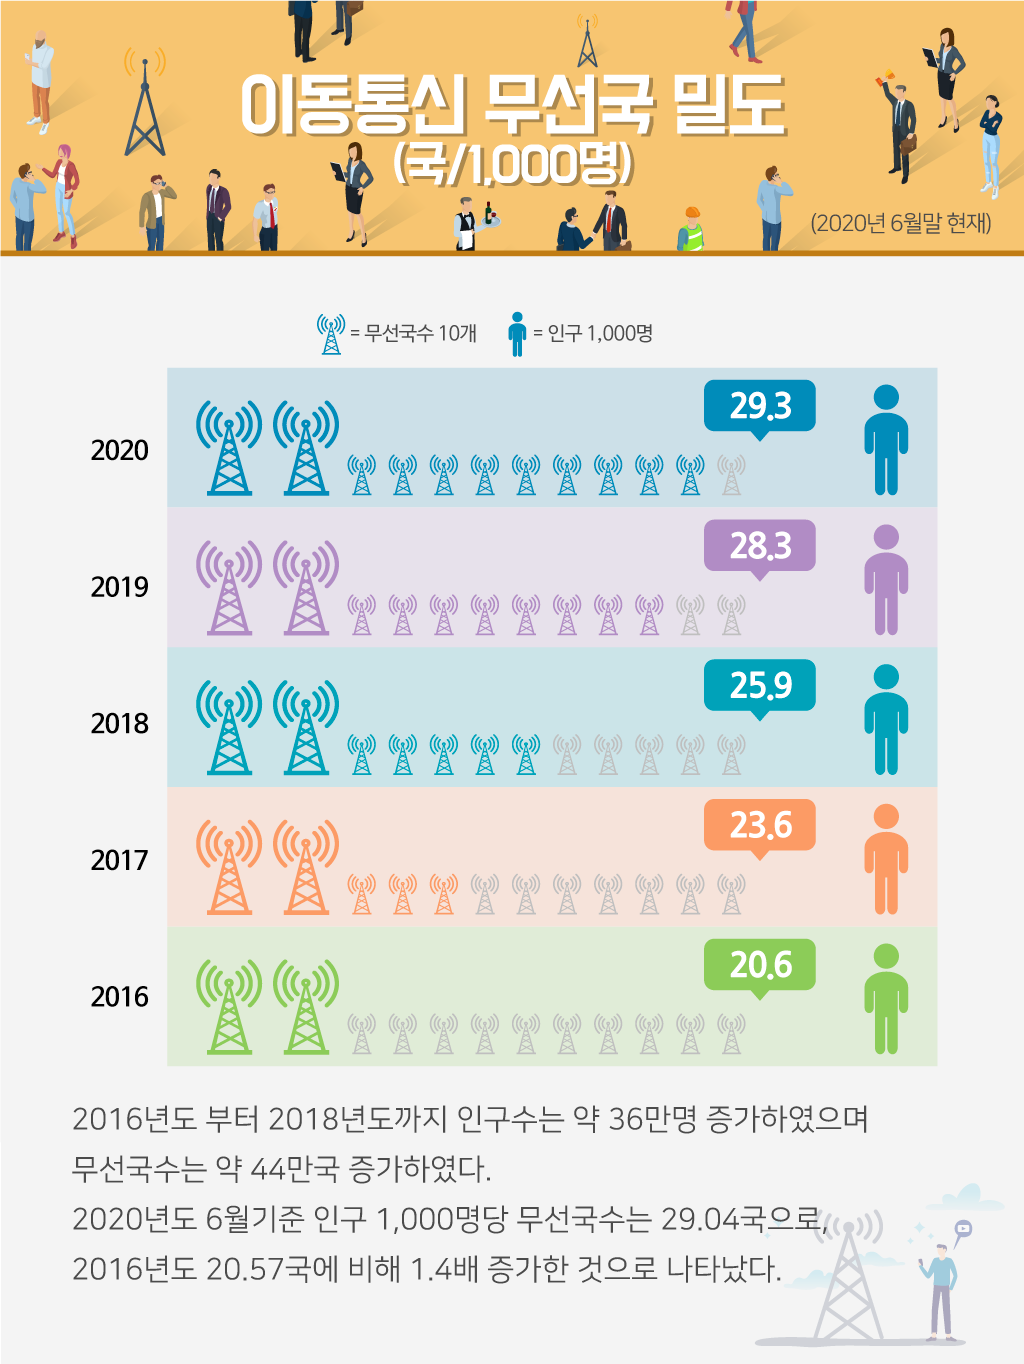 이동통신 무선국 밀도
(국/1,000명)
(2020년 6월말 현재)
= 무선국수 10개 = 인구 1,000명
2020 29.3
2019 28.3
2018 25.9
2017 23.6
2016 20.6
2016년도 부터 2018년도까지 인구수는 약 36만명 증가하였으며
무선국수는 약 44만국 증가하였다.
2020년도 6월기준 인구 1,000명당 무선국수는 29.04국으로,
2016년도 20.57국에 비해 1.4배 증가한 것으로 나타났다.